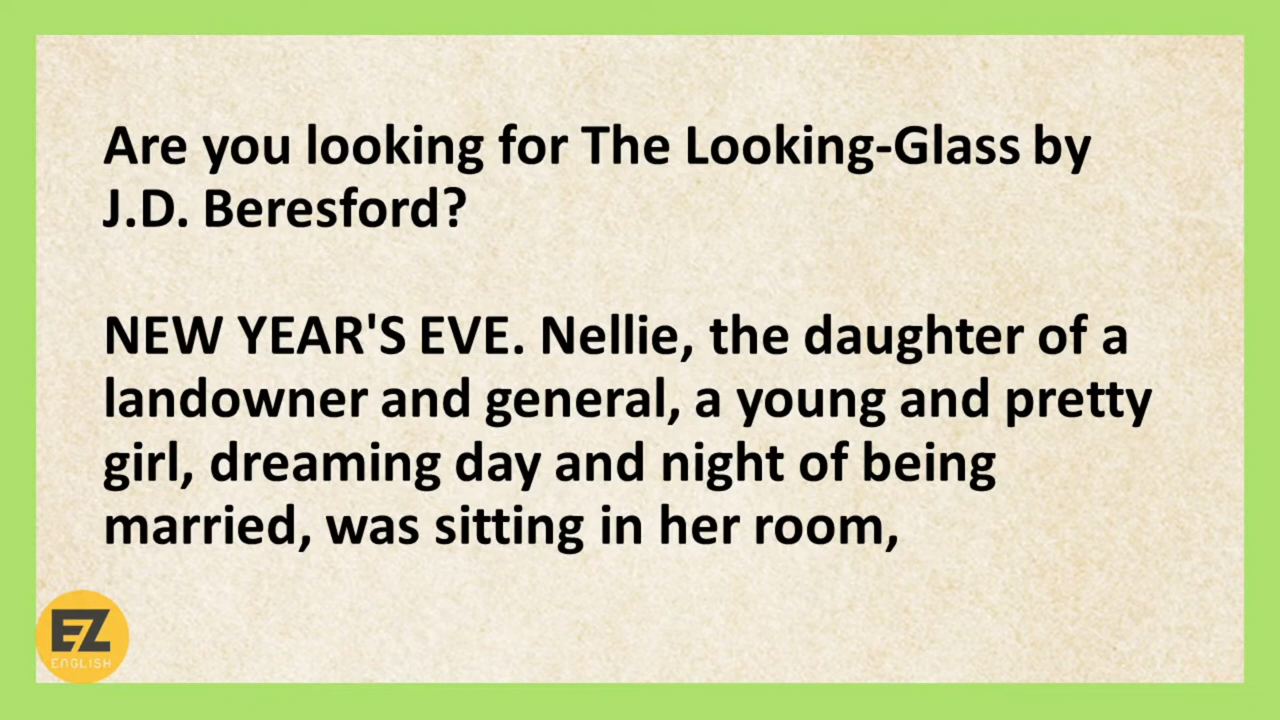 Are you looking for The Looking-Glass by
J.D. Beresford?
NEW YEAR'S EVE. Nellie, the daughter of a
landowner and general, a young and pretty
girl, dreaming day and night of being
married, was sitting in her room,
EZ
ENGLISH